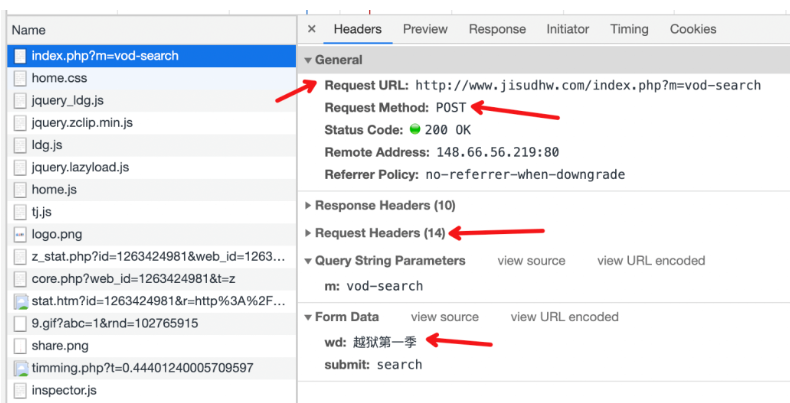 Name
index.php?m=vod-search
home.css
jquery_ldg.js
jquery.zclip.min.js
ldg.js
jquery.lazyload.js
home.js
tj.js
logo.png
z_stat.php?id=1263424981&web_id=1263...
core.php?web_id=1263424981&t=z
stat.htm?id=1263424981&r=http%3A%2F...
9.gif?abc=1&rnd=102765915
share.png
timming.php?t=0.44401240005709597
inspector.js
× Headers Preview Response Initiator Timing Cookies
General
Request URL: http://www.jisudhw.com/index.php?m=vod-search
Request Method: POST
Status Code: 200 OK
Remote Address: 148.66.56.219:80
Referrer Policy: no-referrer-when-downgrade
Response Headers (10)
Request Headers (14)
Query String Parameters view source view URL encoded
m: vod-search
Form Data view source view URL encoded
wd: 越狱第一季
submit: search